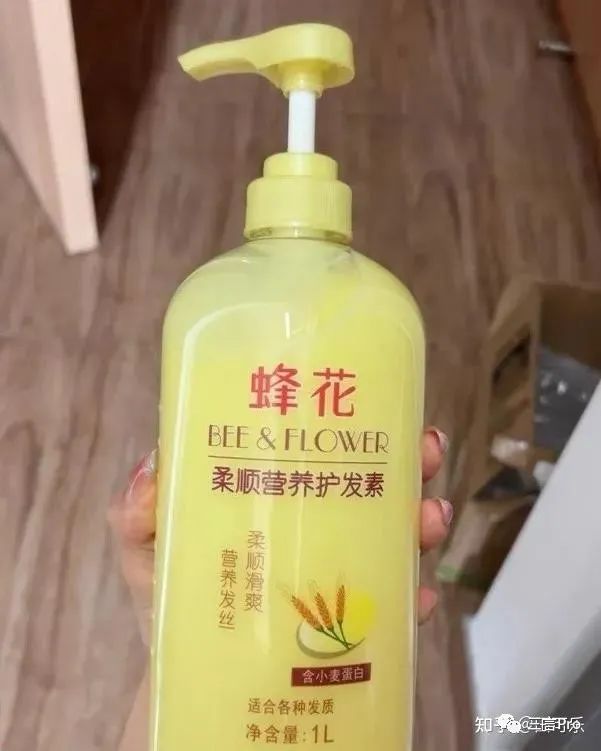 蜂花
BEE & FLOWER
柔顺营养护发素
柔顺滑爽
营养发丝
含小麦蛋白
适合各种发质
净含量:1L
知乎